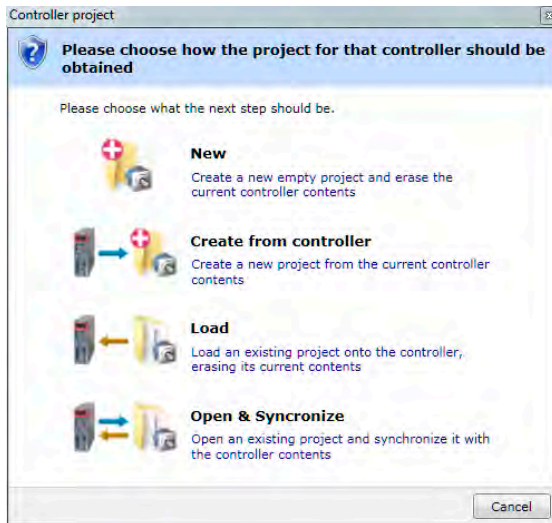 Controller project
Please choose how the project for that controller should be
obtained
Please choose what the next step should be.
New
Create a new empty project and erase the
current controller contents
Create from controller
Create a new project from the current controller
contents
Load
Load an existing project onto the controller,
erasing its current contents
Open & Syncronize
Open an existing project and synchronize it with
the controller contents
Cancel